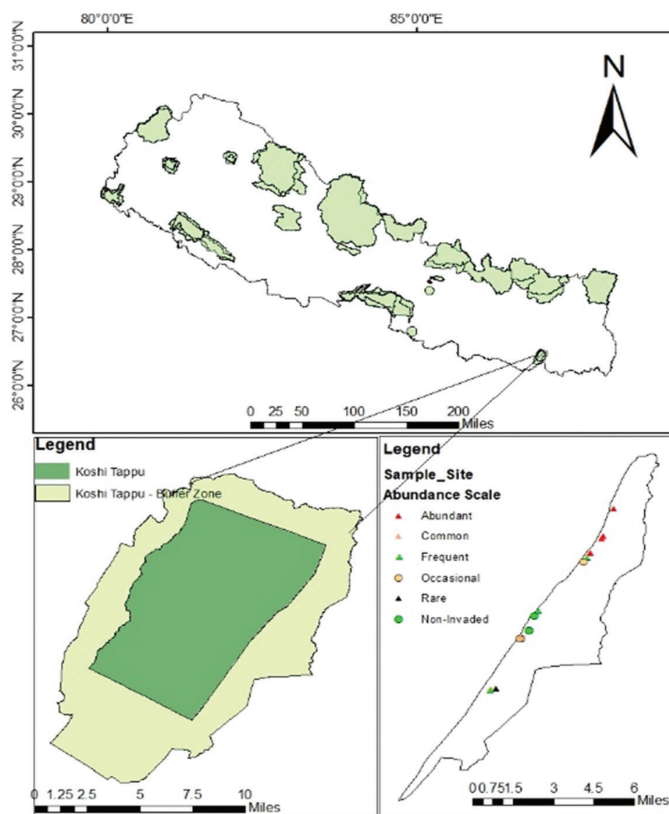 80°0'0"E 85°0'0"E
31°0'0"N
30°0'0"N
29°0'0"N
28°0'0"N
27°0'0"N
26°0'0"N
N
0 25 50 100 150 200
Miles
Legend
Koshi Tappu
Koshi Tappu - Buffer Zone
0 1.25 2.5 5 7.5 10
Miles
Legend
Sample_Site
Abundance Scale
Abundant
Common
Frequent
Occasional
Rare
Non-Invaded
0 0.75 1.5 3 4.5 6
Miles